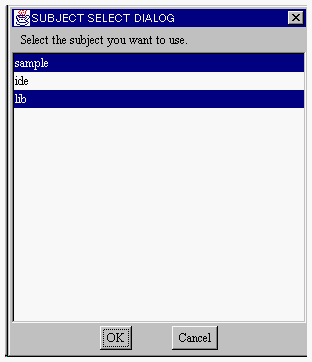 SUBJECT SELECT DIALOG
Select the subject you want to use.
sample
ide
lib
OK Cancel